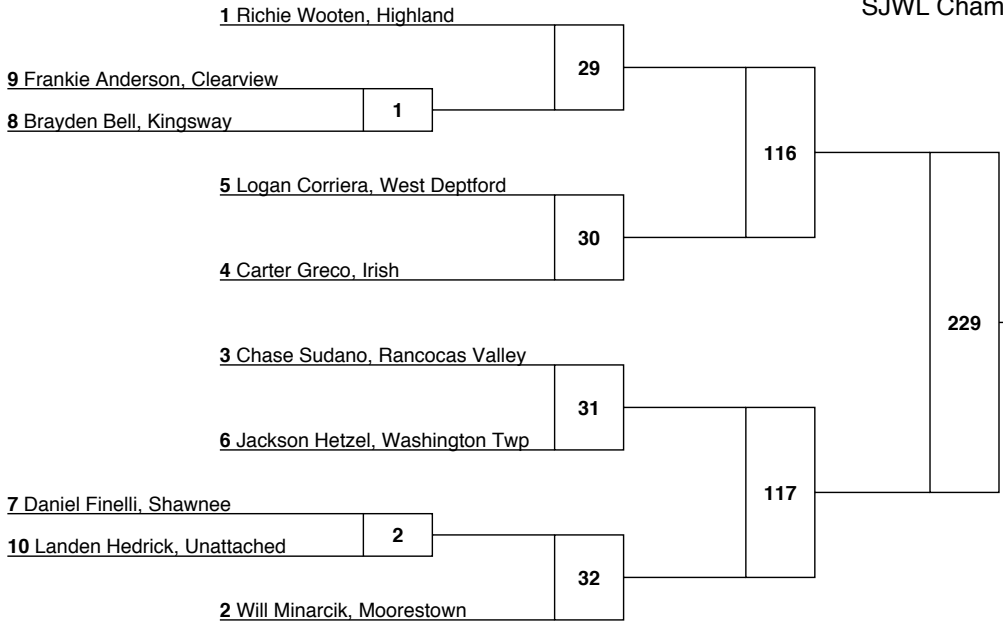 SJWL Cham
1 Richie Wooten, Highland
29
9 Frankie Anderson, Clearview
1
8 Brayden Bell, Kingsway
116
5 Logan Corriera, West Deptford
30
4 Carter Greco, Irish
229
3 Chase Sudano, Rancocas Valley
31
6 Jackson Hetzel, Washington Twp
117
7 Daniel Finelli, Shawnee
2
10 Landen Hedrick, Unattached
32
2 Will Minarcik, Moorestown